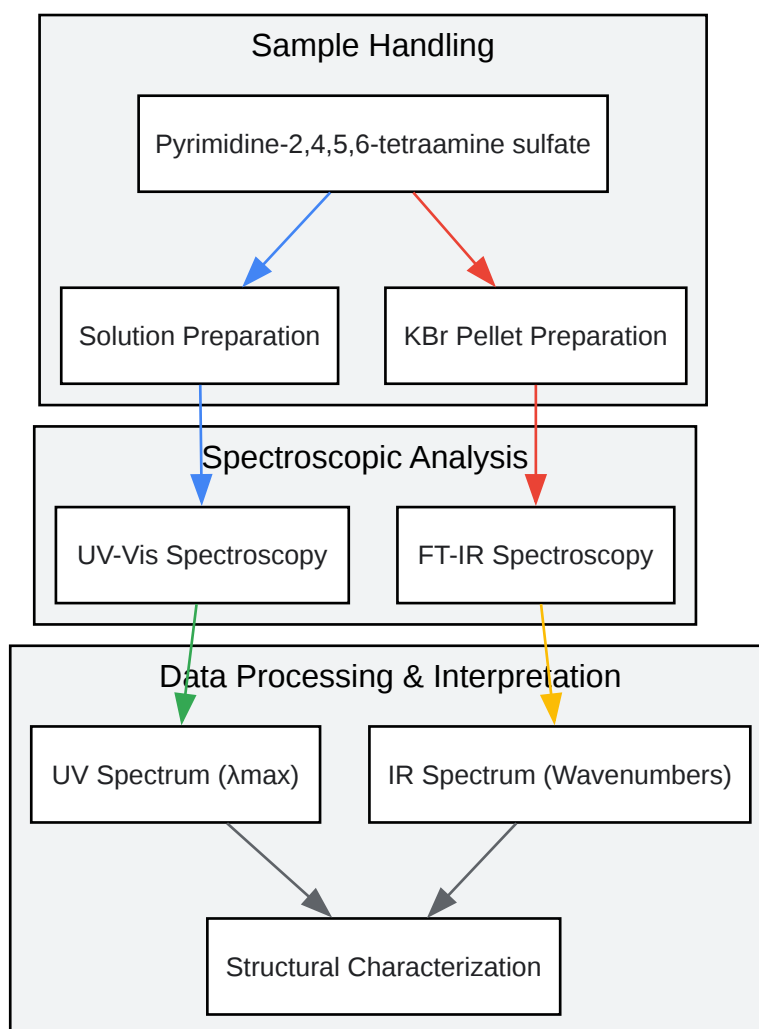 Sample Handling
Pyrimidine-2,4,5,6-tetraamine sulfate
Solution Preparation
KBr Pellet Preparation
Spectroscopic Analysis
UV-Vis Spectroscopy
FT-IR Spectroscopy
Data Processing & Interpretation
UV Spectrum (λmax)
IR Spectrum (Wavenumbers)
Structural Characterization